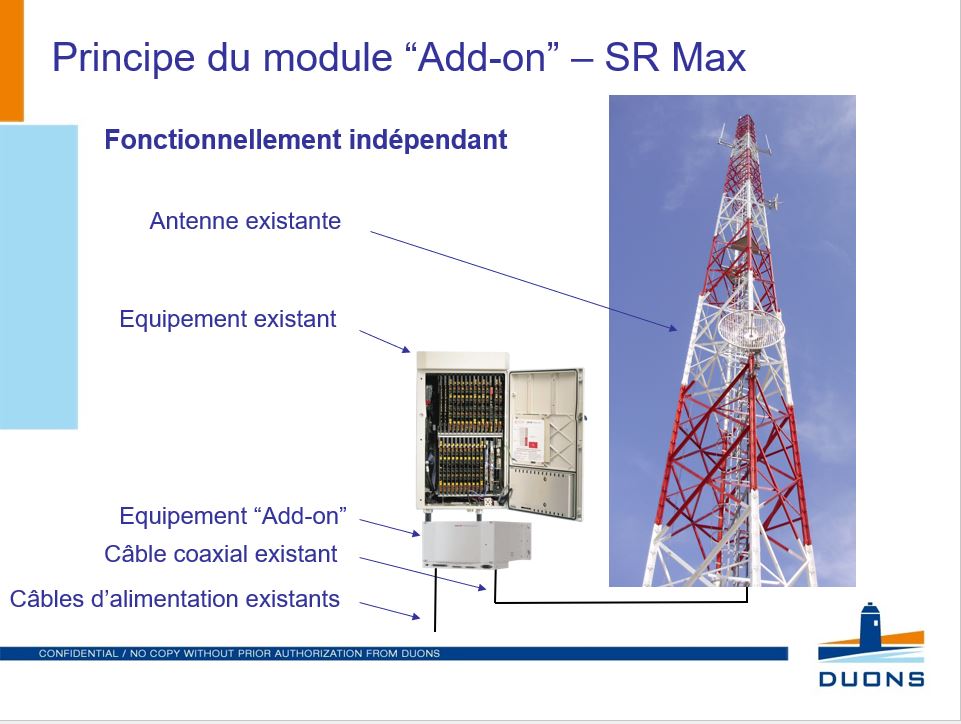 Principe du module “Add-on” – SR Max
Fonctionnellement indépendant
Antenne existante
Equipement existant
Equipement “Add-on”
Câble coaxial existant
Câbles d’alimentation existants
CONFIDENTIAL / NO COPY WITHOUT PRIOR AUTHORIZATION FROM DUONS
DUONS